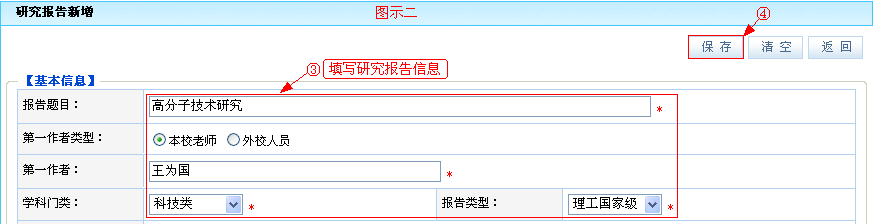 研究报告新增 图示二
④
保存 清空 返回
③ 填写研究报告信息
【基本信息】
报告题目： 高分子技术研究 *
第一作者类型： 本校老师 外校人员
第一作者： 王为国 *
学科门类： 科技类 * 报告类型： 理工国家级 *